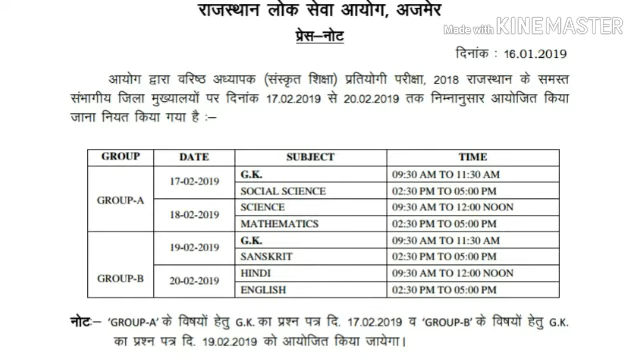 राजस्थान लोक सेवा आयोग, अजमेर
Made with KINEMASTER
प्रेस–नोट
दिनांक : 16.01.2019
आयोग द्वारा वरिष्ठ अध्यापक (संस्कृत शिक्षा) प्रतियोगी परीक्षा, 2018 राजस्थान के समस्त
संभागीय जिला मुख्यालयों पर दिनांक 17.02.2019 से 20.02.2019 तक निम्नानुसार आयोजित किया
जाना नियत किया गया है :–
GROUP DATE SUBJECT TIME
GROUP-A 17-02-2019 G.K. 09:30 AM TO 11:30 AM
SOCIAL SCIENCE 02:30 PM TO 05:00 PM
18-02-2019 SCIENCE 09:30 AM TO 12:00 NOON
MATHEMATICS 02:30 PM TO 05:00 PM
GROUP-B 19-02-2019 G.K. 09:30 AM TO 11:30 AM
SANSKRIT 02:30 PM TO 05:00 PM
20-02-2019 HINDI 09:30 AM TO 12:00 NOON
ENGLISH 02:30 PM TO 05:00 PM
नोटः– 'GROUP-A' के विषयों हेतु G.K. का प्रश्न पत्र दि. 17.02.2019 व 'GROUP-B' के विषयों हेतु G.K.
का प्रश्न पत्र दि. 19.02.2019 को आयोजित किया जायेगा।